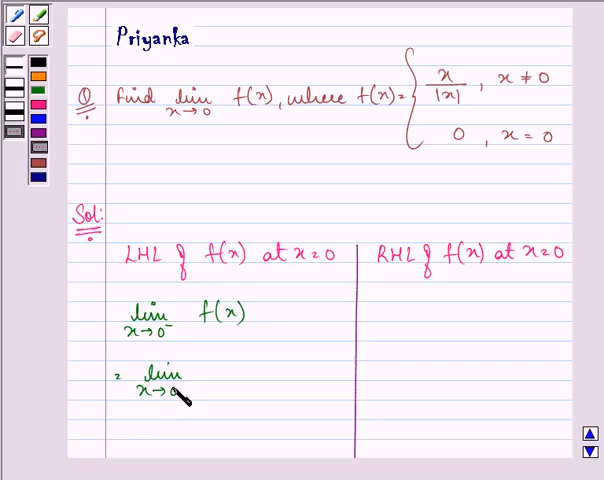 Priyanka
Q Find lim x→0 f(x), where f(x) = { x/|x| , x ≠ 0
0 , x = 0
Sol:
LHL of f(x) at x=0
RHL of f(x) at x=0
lim x→0⁻ f(x)
= lim x→0